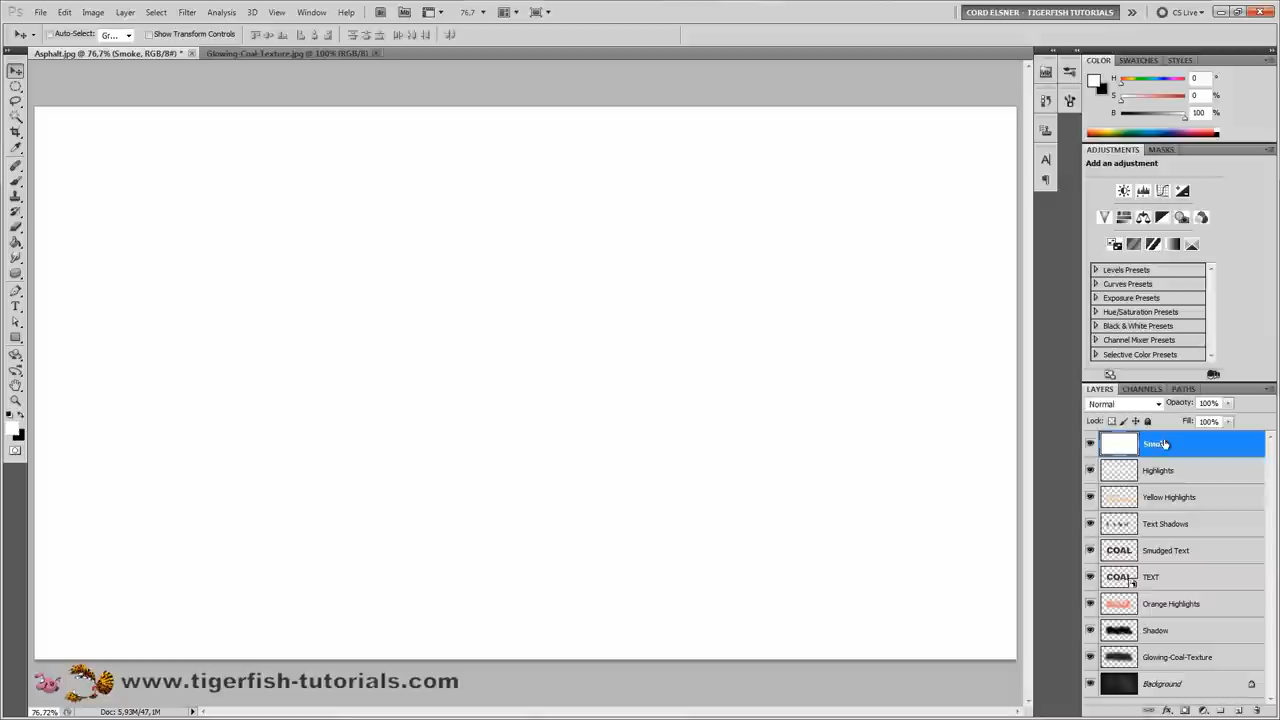 Ps File Edit Image Layer Select Filter Analysis 3D View Window Help Mb 76.7 CORD ELSNER - TIGERFISH TUTORIALS CS Live
Auto-Select: Gr... Show Transform Controls
Asphalt.jpg @ 76,7% (Smoke, RGB/8#) * Glowing-Coal-Texture.jpg @ 100% (RGB/8)
COLOR SWATCHES STYLES
H 0 °
S 0 %
B 100 %
ADJUSTMENTS MASKS
Add an adjustment
Levels Presets
Curves Presets
Exposure Presets
Hue/Saturation Presets
Black & White Presets
Channel Mixer Presets
Selective Color Presets
LAYERS CHANNELS PATHS
Normal Opacity: 100%
Lock: Fill: 100%
Highlights
Yellow Highlights
Text Shadows
COAL Smudged Text
TEXT
Orange Highlights
Shadow
Glowing-Coal-Texture
Background
www.tigerfish-tutorials.com
76,72% Doc: 5,93M/47,1M